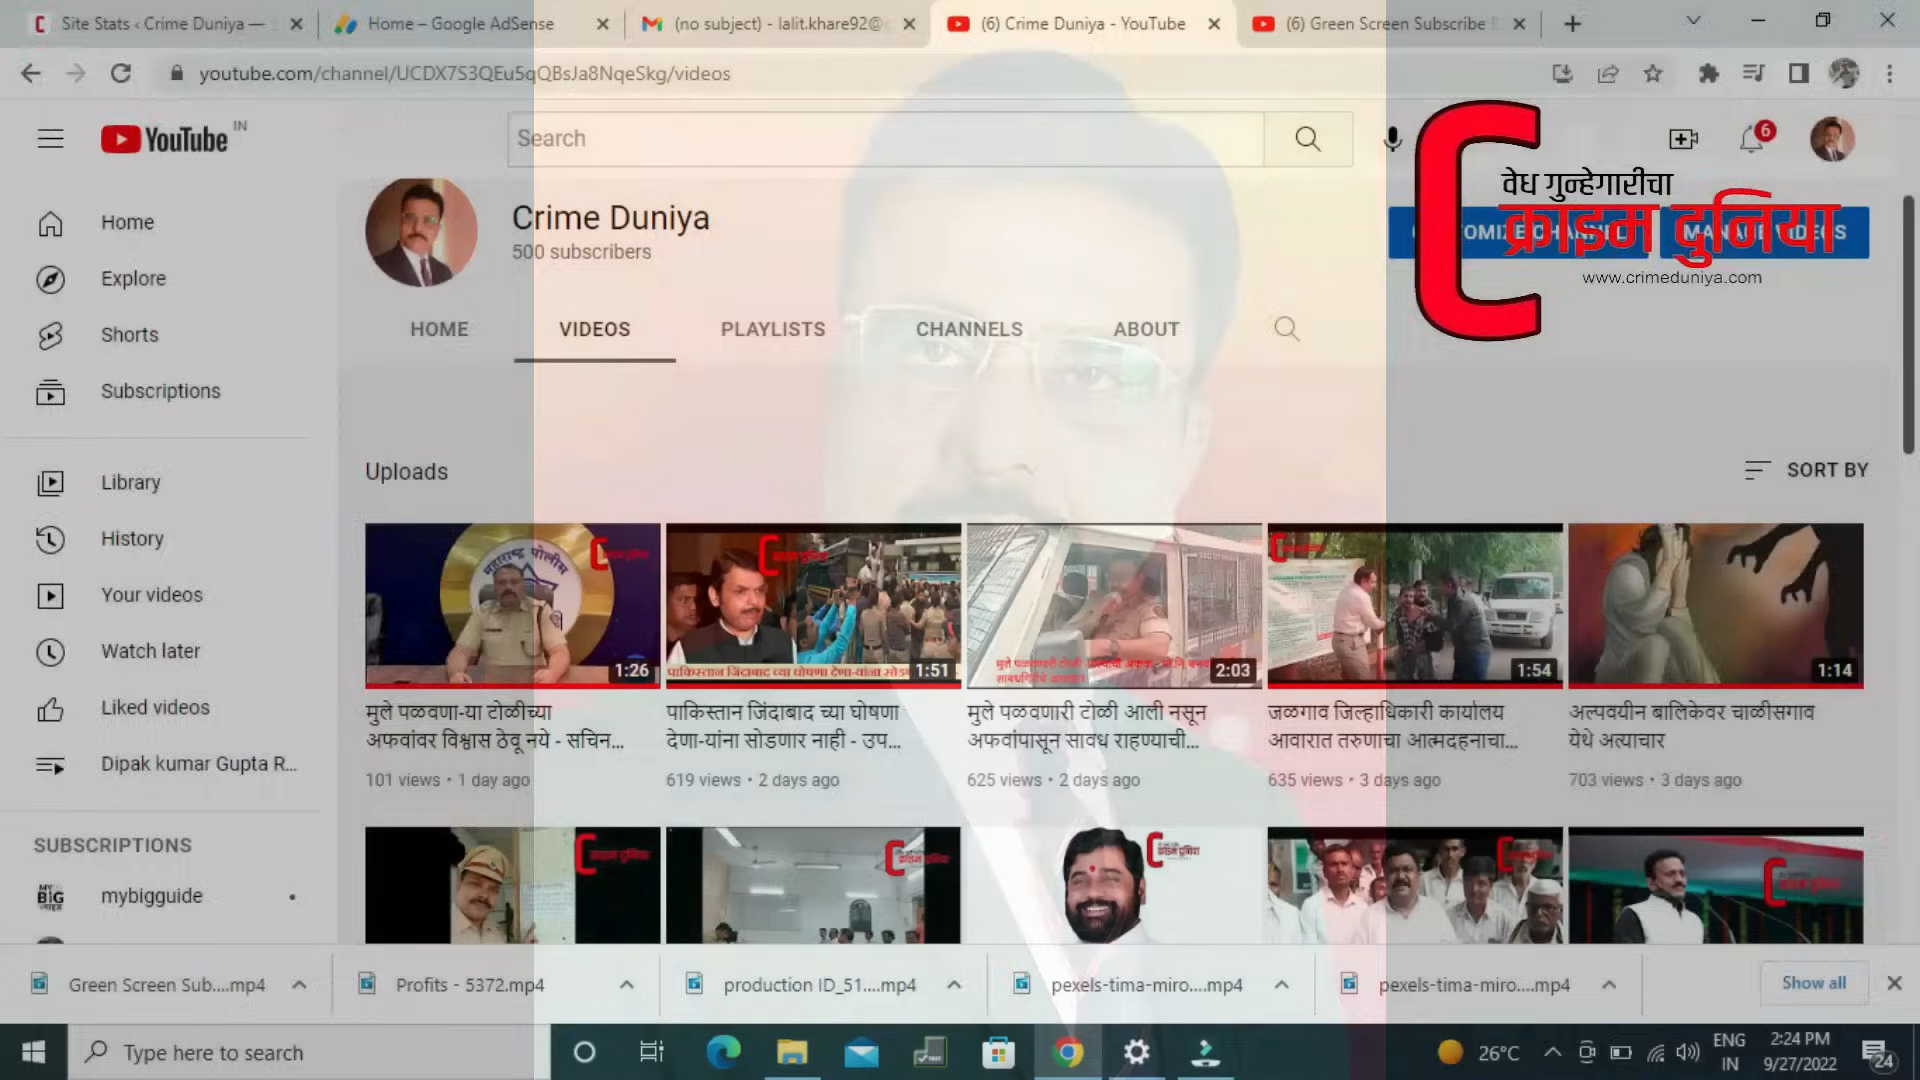 Site Stats ‹ Crime Duniya —
Home – Google AdSense
(no subject) - lalit.khare92@
(6) Crime Duniya - YouTube
(6) Green Screen Subscribe
youtube.com/channel/UCDX7S3QEu5qQBsJa8NqeSkg/videos
YouTube IN
Search
6
वेध गुन्हेगारीचा
क्राइम दुनिया
www.crimeduniya.com
Crime Duniya
500 subscribers
MANAGE VIDEOS
HOME
VIDEOS
PLAYLISTS
CHANNELS
ABOUT
Home
Explore
Shorts
Subscriptions
Library
History
Your videos
Watch later
Liked videos
Dipak kumar Gupta R...
SUBSCRIPTIONS
mybigguide
Uploads
SORT BY
महाराष्ट्र पोलीस
1:26
पाकिस्तान जिंदाबाद च्या घोषणा देणा-यांना सोड
1:51
2:03
1:54
1:14
मुले पळवणा-या टोळीच्या
अफवांवर विश्वास ठेवू नये - सचिन...
101 views • 1 day ago
पाकिस्तान जिंदाबाद च्या घोषणा
देणा-यांना सोडणार नाही - उप...
619 views • 2 days ago
मुले पळवणारी टोळी आली नसून
अफवांपासून सावध राहण्याची...
625 views • 2 days ago
जळगाव जिल्हाधिकारी कार्यालय
आवारात तरुणाचा आत्मदहनाचा...
635 views • 3 days ago
अल्पवयीन बालिकेवर चाळीसगाव
येथे अत्याचार
703 views • 3 days ago
Green Screen Sub....mp4
Profits - 5372.mp4
production ID_51....mp4
pexels-tima-miro....mp4
pexels-tima-miro....mp4
Show all
Type here to search
26°C
ENG
IN
2:24 PM
9/27/2022
24